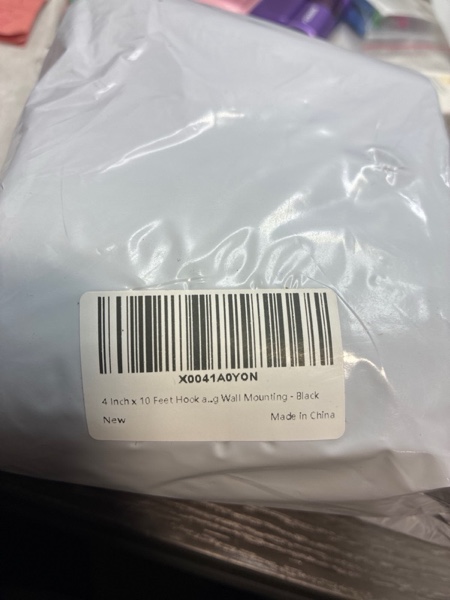 X0041A0YON
4 Inch x 10 Feet Hook a...g Wall Mounting - Black
New
Made in China